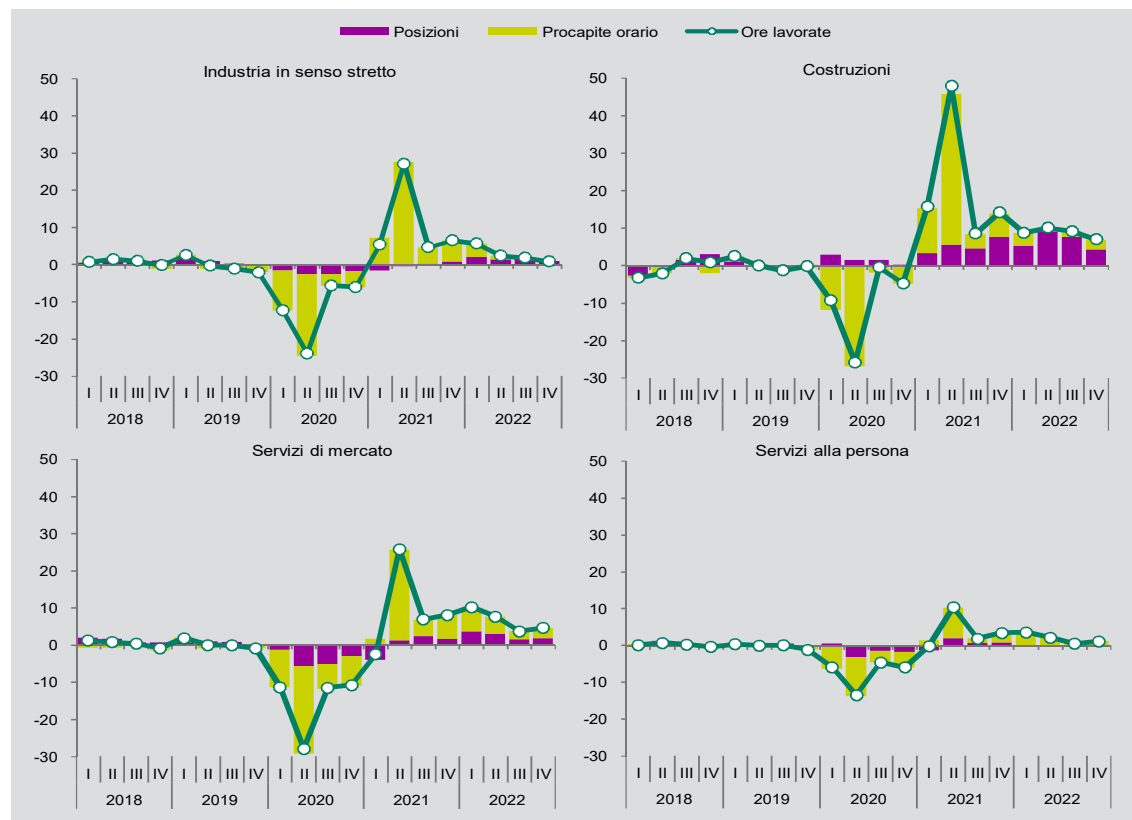 Posizioni Procapite orario Ore lavorate
Industria in senso stretto
50
40
30
20
10
0
-10
-20
-30
I II III IV I II III IV I II III IV I II III IV I II III IV
2018 2019 2020 2021 2022
Costruzioni
50
40
30
20
10
0
-10
-20
-30
I II III IV I II III IV I II III IV I II III IV I II III IV
2018 2019 2020 2021 2022
Servizi di mercato
50
40
30
20
10
0
-10
-20
-30
I II III IV I II III IV I II III IV I II III IV I II III IV
2018 2019 2020 2021 2022
Servizi alla persona
50
40
30
20
10
0
-10
-20
-30
I II III IV I II III IV I II III IV I II III IV I II III IV
2018 2019 2020 2021 2022